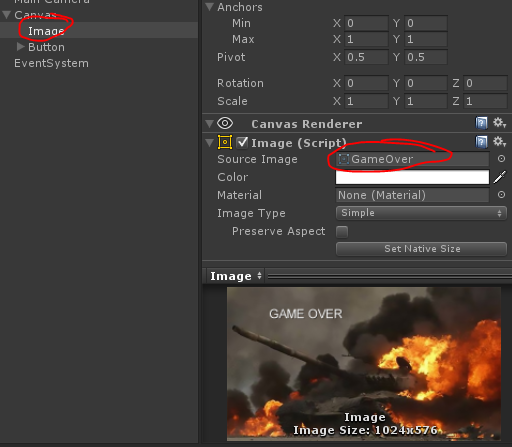 Main Camera
Canvas
Image
Button
EventSystem
Anchors
Min X 0 Y 0
Max X 1 Y 1
Pivot X 0.5 Y 0.5
Rotation X 0 Y 0 Z 0
Scale X 1 Y 1 Z 1
Canvas Renderer
Image (Script)
Source Image GameOver
Color
Material None (Material)
Image Type Simple
Preserve Aspect
Set Native Size
Image
GAME OVER
Image
Image Size: 1024x576